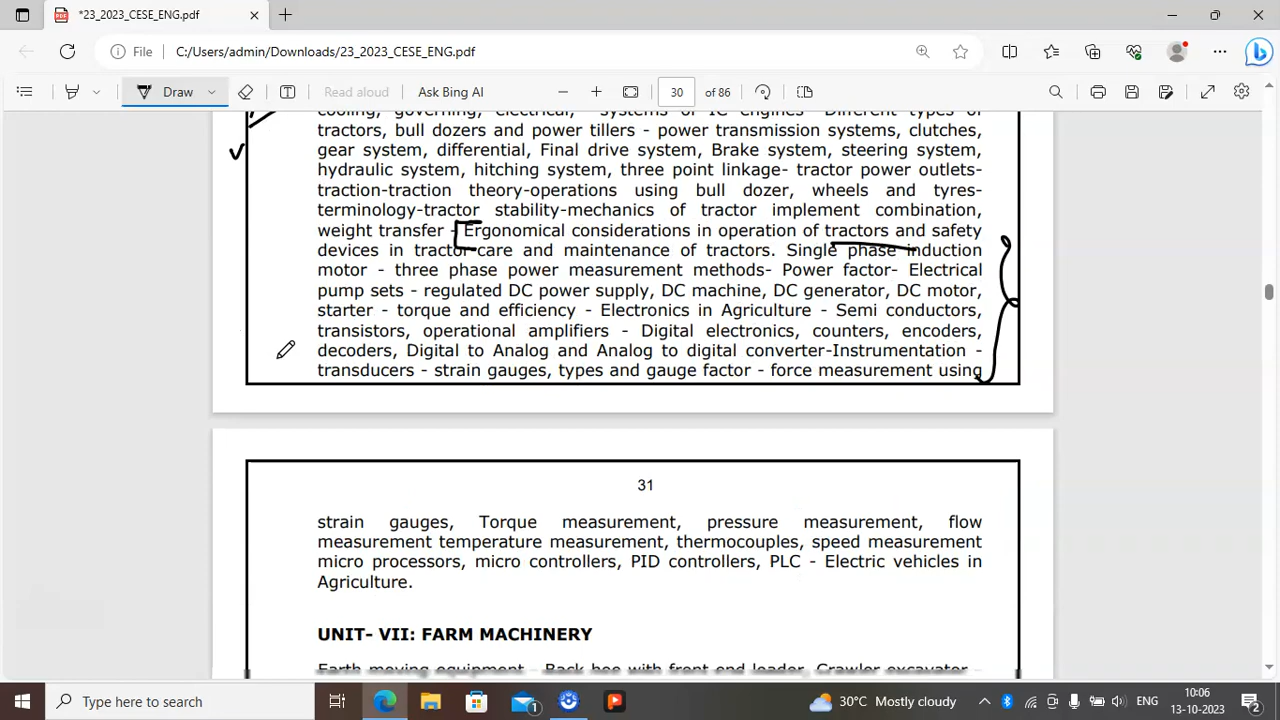 *23_2023_CESE_ENG.pdf
File C:/Users/admin/Downloads/23_2023_CESE_ENG.pdf
Draw Read aloud Ask Bing AI 30 of 86
cooling, governing, electrical, systems of IC engines Different types of
tractors, bull dozers and power tillers - power transmission systems, clutches,
gear system, differential, Final drive system, Brake system, steering system,
hydraulic system, hitching system, three point linkage- tractor power outlets-
traction-traction theory-operations using bull dozer, wheels and tyres-
terminology-tractor stability-mechanics of tractor implement combination,
weight transfer - Ergonomical considerations in operation of tractors and safety
devices in tractor care and maintenance of tractors. Single phase induction
motor - three phase power measurement methods- Power factor- Electrical
pump sets - regulated DC power supply, DC machine, DC generator, DC motor,
starter - torque and efficiency - Electronics in Agriculture - Semi conductors,
transistors, operational amplifiers - Digital electronics, counters, encoders,
decoders, Digital to Analog and Analog to digital converter-Instrumentation -
transducers - strain gauges, types and gauge factor - force measurement using
31
strain gauges, Torque measurement, pressure measurement, flow
measurement temperature measurement, thermocouples, speed measurement
micro processors, micro controllers, PID controllers, PLC - Electric vehicles in
Agriculture.
UNIT- VII: FARM MACHINERY
Earth moving equipment - Back hoe with front end loader, Crawler excavator -
Type here to search 30°C Mostly cloudy ENG 10:06
13-10-2023